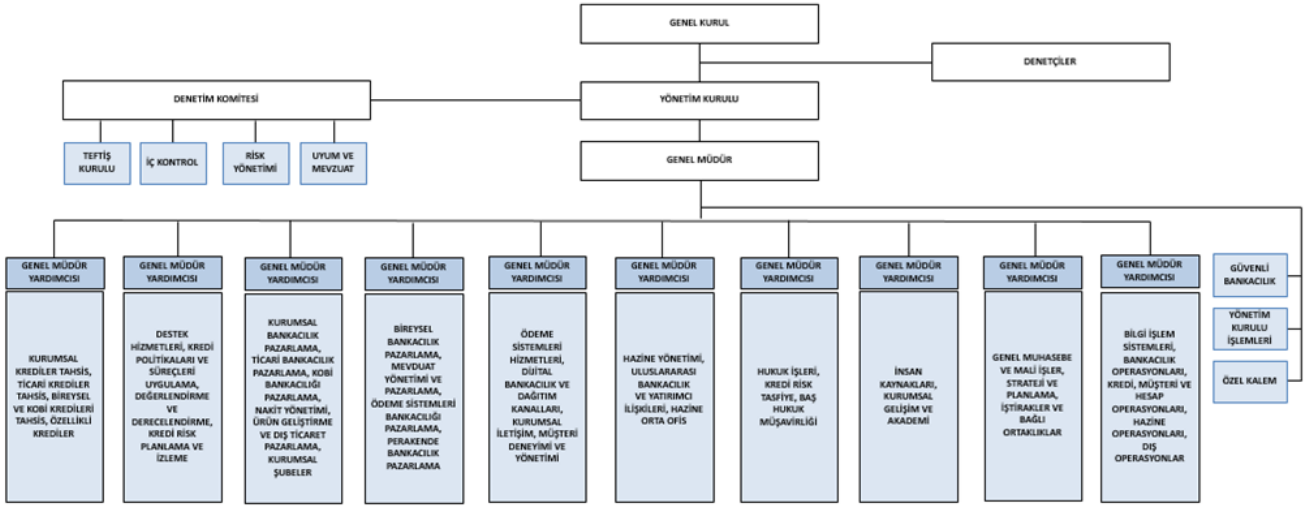 GENEL KURUL
DENETÇİLER
DENETİM KOMİTESİ
YÖNETİM KURULU
TEFTİŞ
KURULU
İÇ KONTROL
RİSK
YÖNETİMİ
UYUM VE
MEVZUAT
GENEL MÜDÜR
GENEL MÜDÜR
YARDIMCISI
KURUMSAL
KREDİLER TAHSİS,
TİCARİ KREDİLER
TAHSİS, BİREYSEL
VE KOBİ KREDİLERİ
TAHSİS, ÖZELLİKLİ
KREDİLER
GENEL MÜDÜR
YARDIMCISI
DESTEK
HİZMETLERİ, KREDİ
POLİTİKALARI VE
SÜREÇLERİ
UYGULAMA,
DEĞERLENDİRME
VE
DERECELENDİRME,
KREDİ RİSK
PLANLAMA VE
İZLEME
GENEL MÜDÜR
YARDIMCISI
KURUMSAL
BANKACILIK
PAZARLAMA,
TİCARİ BANKACILIK
PAZARLAMA, KOBİ
BANKACILIĞI
PAZARLAMA,
NAKİT YÖNETİMİ,
ÜRÜN GELİŞTİRME
VE DIŞ TİCARET
PAZARLAMA,
KURUMSAL
ŞUBELER
GENEL MÜDÜR
YARDIMCISI
BİREYSEL
BANKACILIK
PAZARLAMA,
MEVDUAT
YÖNETİMİ VE
PAZARLAMA,
ÖDEME SİSTEMLERİ
BANKACILIĞI
PAZARLAMA,
PERAKENDE
BANKACILIK
PAZARLAMA
GENEL MÜDÜR
YARDIMCISI
ÖDEME
SİSTEMLERİ
HİZMETLERİ,
DİJİTAL
BANKACILIK VE
DAĞITIM
KANALLARI,
KURUMSAL
İLETİŞİM, MÜŞTERİ
DENEYİMİ VE
YÖNETİMİ
GENEL MÜDÜR
YARDIMCISI
HAZİNE YÖNETİMİ,
ULUSLARARASI
BANKACILIK
VE YATIRIMCI
İLİŞKİLERİ, HAZİNE
ORTA OFİS
GENEL MÜDÜR
YARDIMCISI
HUKUK İŞLERİ,
KREDİ RİSK
TASFİYE, BAŞ
HUKUK
MÜŞAVİRLİĞİ
GENEL MÜDÜR
YARDIMCISI
İNSAN
KAYNAKLARI,
KURUMSAL
GELİŞİM VE
AKADEMİ
GENEL MÜDÜR
YARDIMCISI
GENEL MUHASEBE
VE MALİ İŞLER,
STRATEJİ VE
PLANLAMA,
İŞTİRAKLER VE
BAĞLI
ORTAKLIKLAR
GENEL MÜDÜR
YARDIMCISI
BİLGİ İŞLEM
SİSTEMLERİ,
BANKACILIK
OPERASYONLARI,
KREDİ, MÜŞTERİ VE
HESAP
OPERASYONLARI,
HAZİNE
OPERASYONLARI,
DIŞ
OPERASYONLAR
GÜVENLİ
BANKACILIK
YÖNETİM
KURULU
İŞLEMLERİ
ÖZEL KALEM